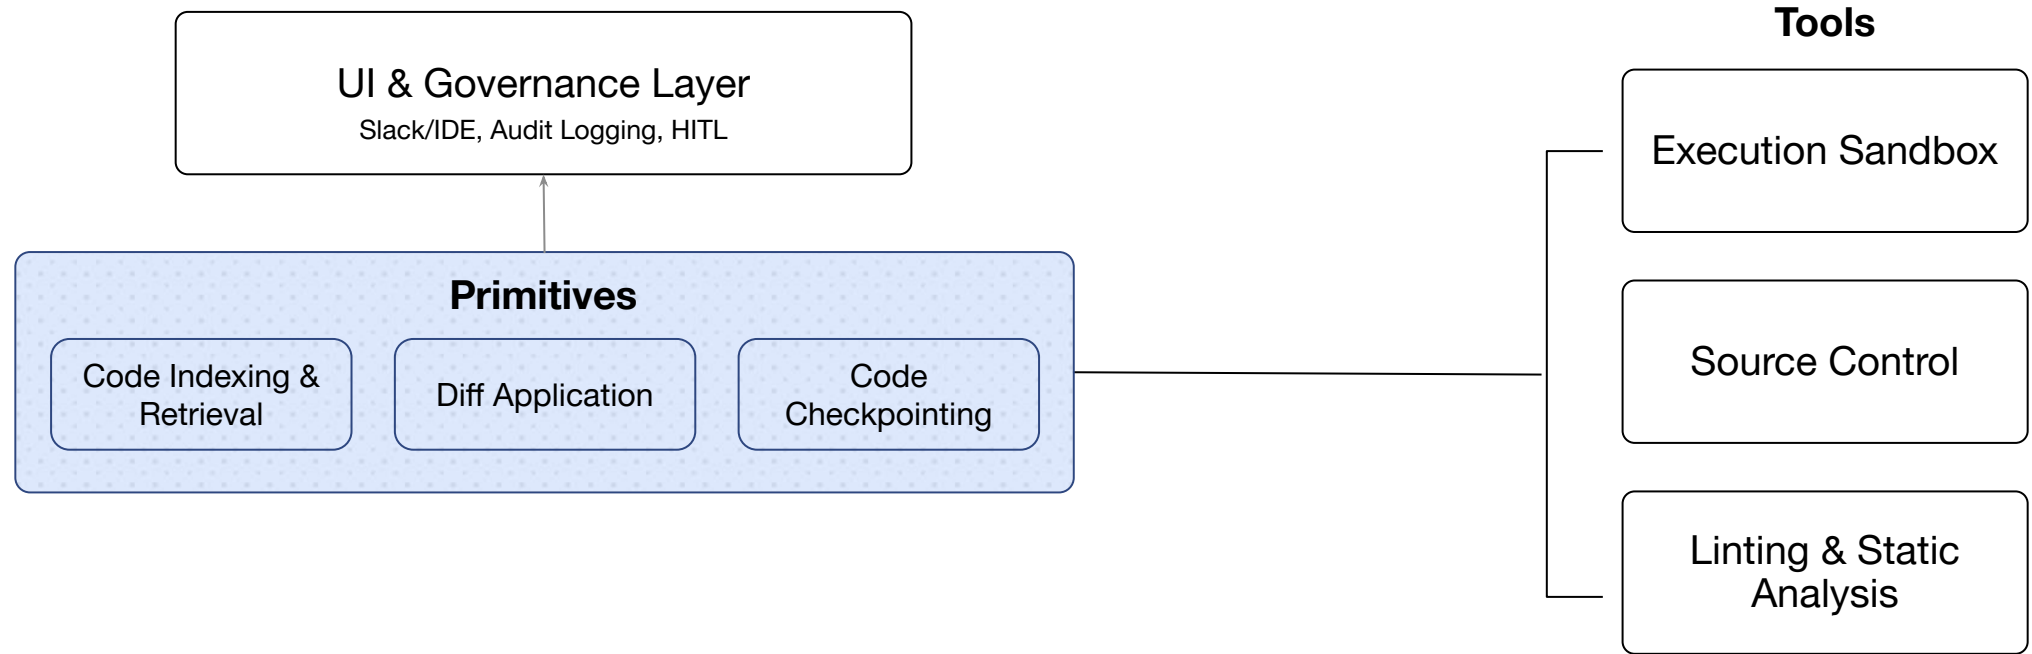 UI & Governance Layer
Slack/IDE, Audit Logging, HITL
Primitives
Code Indexing &
Retrieval
Diff Application
Code
Checkpointing
Tools
Execution Sandbox
Source Control
Linting & Static
Analysis